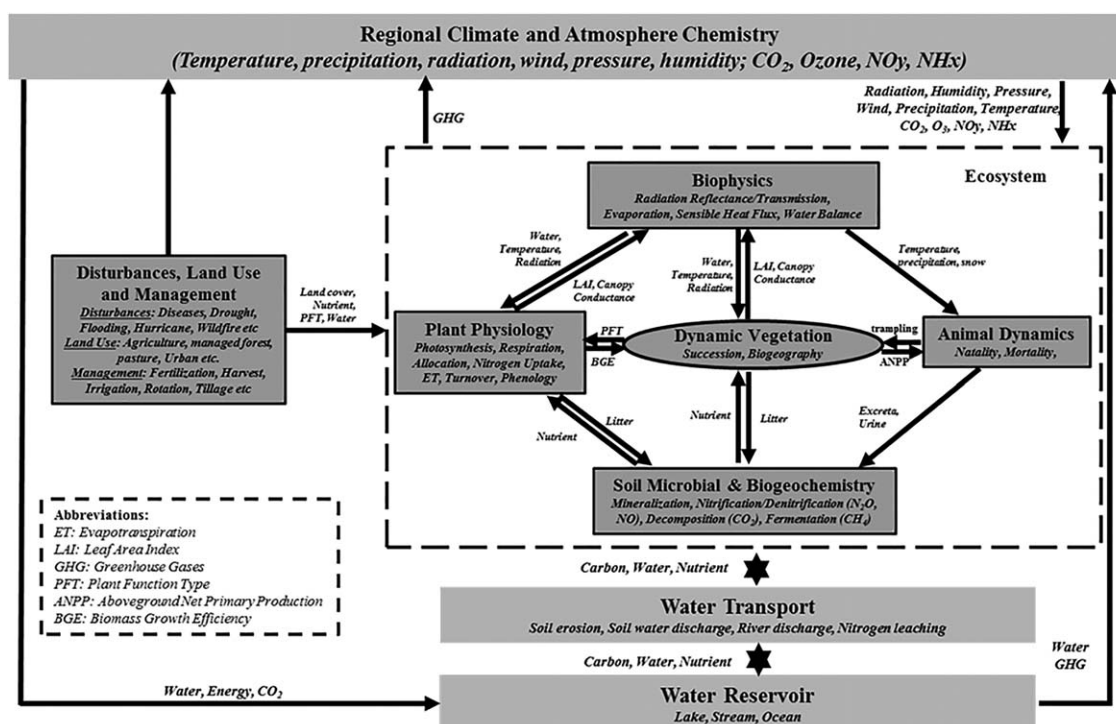 Regional Climate and Atmosphere Chemistry
(Temperature, precipitation, radiation, wind, pressure, humidity; CO2, Ozone, NOy, NHx)
GHG
Radiation, Humidity, Pressure,
Wind, Precipitation, Temperature,
CO2, O3, NOy, NHx
Ecosystem
Biophysics
Radiation Reflectance/Transmission,
Evaporation, Sensible Heat Flux, Water Balance
Water,
Temperature,
Radiation
LAI, Canopy
Conductance
Water,
Temperature,
Radiation
LAI, Canopy
Conductance
Temperature,
precipitation, snow
Disturbances, Land Use
and Management
Disturbances: Diseases, Drought,
Flooding, Hurricane, Wildfire etc
Land Use: Agriculture, managed forest,
pasture, Urban etc.
Management: Fertilization, Harvest,
Irrigation, Rotation, Tillage etc
Land cover,
Nutrient,
PFT, Water
Plant Physiology
Photosynthesis, Respiration,
Allocation, Nitrogen Uptake,
ET, Turnover, Phenology
PFT
BGE
Dynamic Vegetation
Succession, Biogeography
trampling
ANPP
Animal Dynamics
Natality, Mortality,
Nutrient
Litter
Nutrient
Litter
Excreta,
Urine
Soil Microbial & Biogeochemistry
Mineralization, Nitrification/Denitrification (N2O,
NO), Decomposition (CO2), Fermentation (CH4)
Abbreviations:
ET: Evapotranspiration
LAI: Leaf Area Index
GHG: Greenhouse Gases
PFT: Plant Function Type
ANPP: Aboveground Net Primary Production
BGE: Biomass Growth Efficiency
Carbon, Water, Nutrient
Water Transport
Soil erosion, Soil water discharge, River discharge, Nitrogen leaching
Carbon, Water, Nutrient
Water
GHG
Water, Energy, CO2
Water Reservoir
Lake, Stream, Ocean